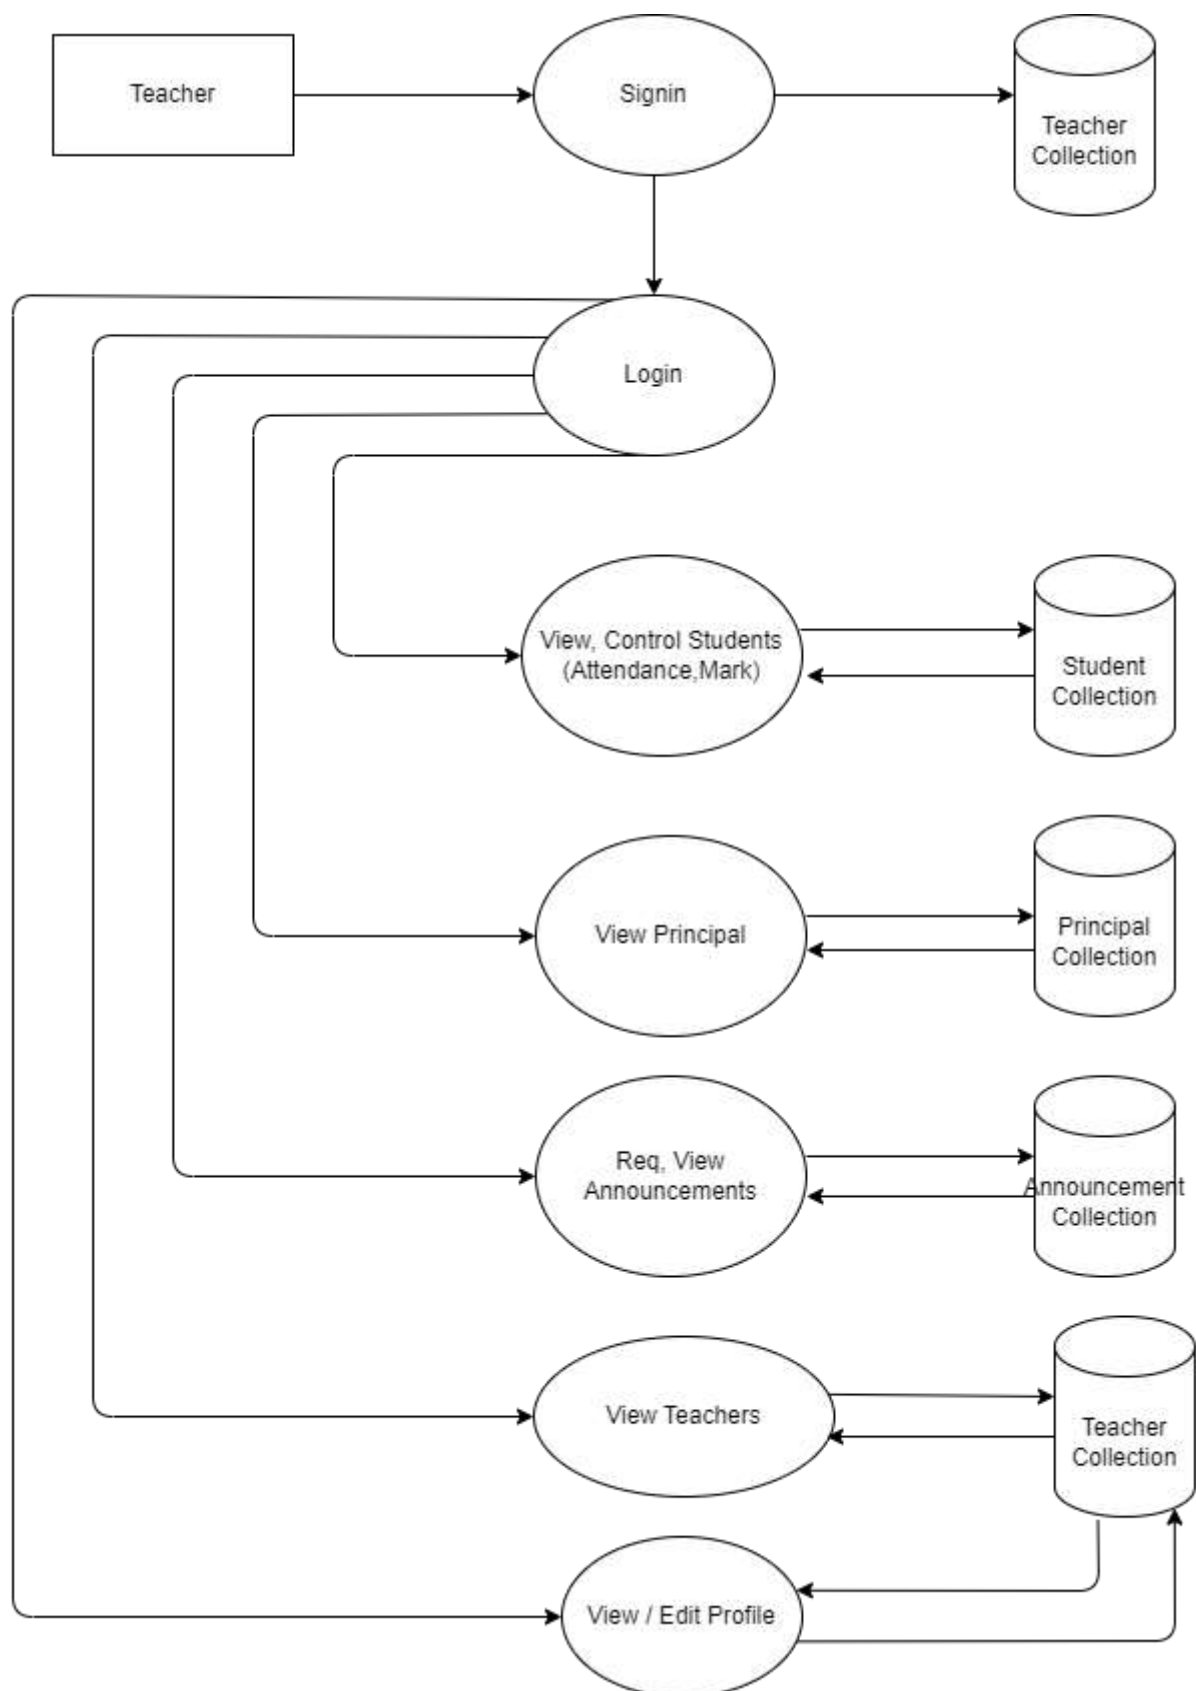 Teacher
Signin
Teacher
Collection
Login
View, Control Students
(Attendance,Mark)
Student
Collection
View Principal
Principal
Collection
Req, View
Announcements
Announcement
Collection
View Teachers
Teacher
Collection
View / Edit Profile